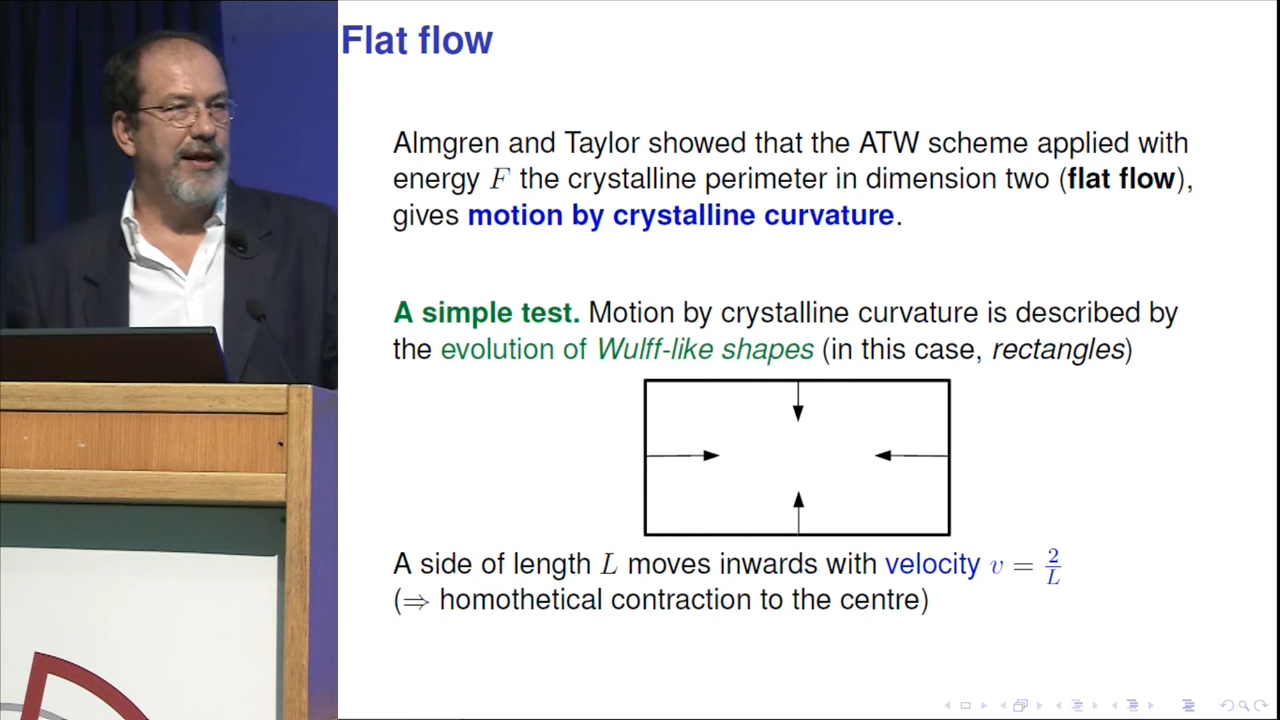 Flat flow
Almgren and Taylor showed that the ATW scheme applied with
energy F the crystalline perimeter in dimension two (flat flow),
gives motion by crystalline curvature.
A simple test. Motion by crystalline curvature is described by
the evolution of Wulff-like shapes (in this case, rectangles)
A side of length L moves inwards with velocity v = 2/L
(⇒ homothetical contraction to the centre)